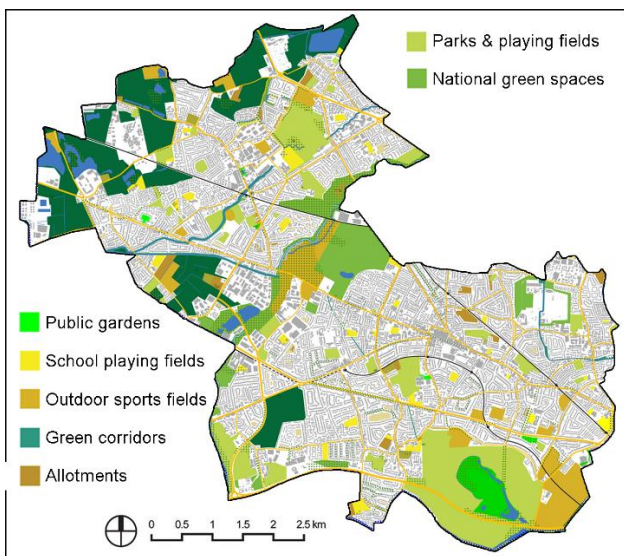 Parks & playing fields
National green spaces
Public gardens
School playing fields
Outdoor sports fields
Green corridors
Allotments
0 0.5 1 1.5 2 2.5 km